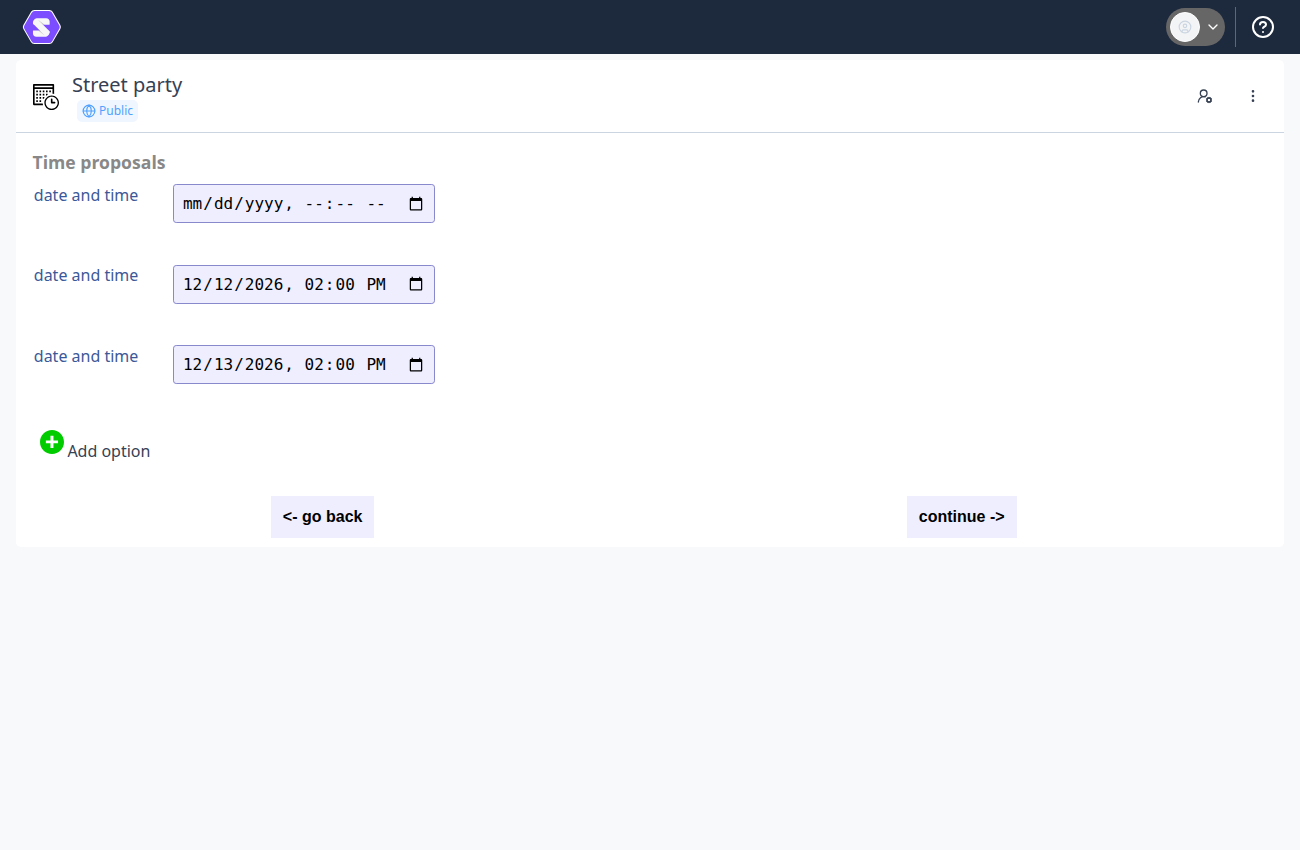 Street party
Public
Time proposals
date and time
mm/dd/yyyy, --:-- --
date and time
12/12/2026, 02:00 PM
date and time
12/13/2026, 02:00 PM
Add option
<- go back
continue ->